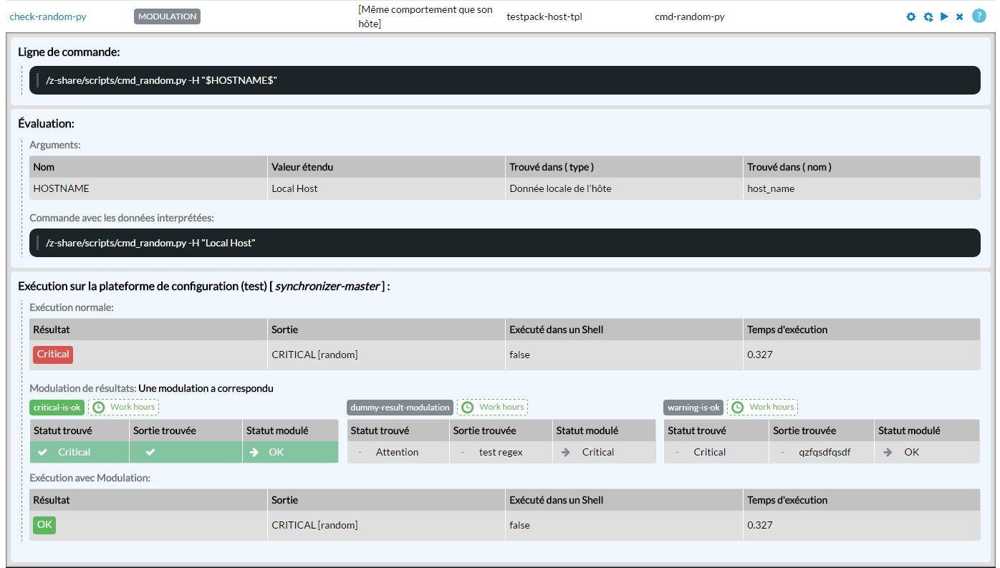 check-random-py MODULATION [Même comportement que son hôte] testpack-host-tpl cmd-random-py ?
Ligne de commande:
/z-share/scripts/cmd_random.py -H "$HOSTNAME$"
Évaluation:
Arguments:
Nom Valeur étendu Trouvé dans ( type ) Trouvé dans ( nom )
HOSTNAME Local Host Donnée locale de l'hôte host_name
Commande avec les données interprétées:
/z-share/scripts/cmd_random.py -H "Local Host"
Exécution sur la plateforme de configuration (test) [ synchronizer-master ] :
Exécution normale:
Résultat Sortie Exécuté dans un Shell Temps d'exécution
Critical CRITICAL [random] false 0.327
Modulation de résultats: Une modulation a correspondu
critical-is-ok Work hours dummy-result-modulation Work hours warning-is-ok Work hours
Statut trouvé Sortie trouvée Statut modulé Statut trouvé Sortie trouvée Statut modulé Statut trouvé Sortie trouvée Statut modulé
Critical OK - Attention - test regex Critical - Critical - qzfqsdfqsdf OK
Exécution avec Modulation:
Résultat Sortie Exécuté dans un Shell Temps d'exécution
OK CRITICAL [random] false 0.327